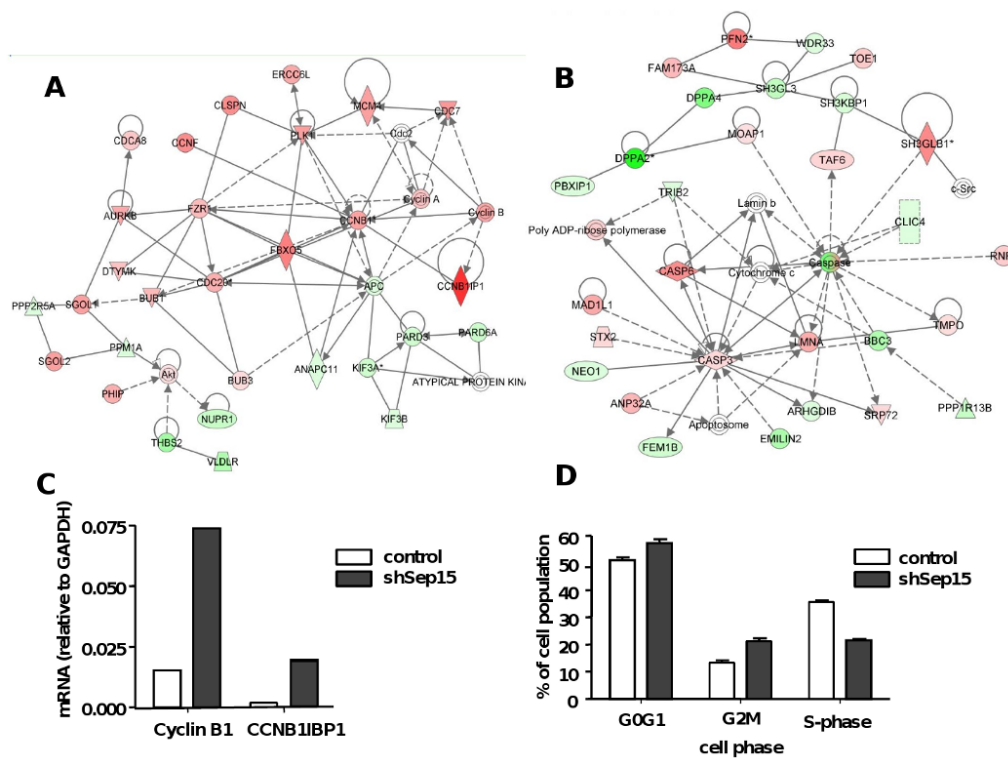 A
ERCC6L
CLSPN
MCM4
CDC7
CDCA8
CCNF
PLK1
Cdc2
Cyclin A
Cyclin B
AURKB
FZR1
CCNB1
FBXO5
DTYMK
CDC20
APC
CCNB1IP1
PPP2R5A
SGOL1
BUB1
PARD3
PARD6A
SGOL2
PPM1A
Akt
BUB3
ANAPC11
KIF3A*
ATYPICAL PROTEIN KINA
PHIP
NUPR1
KIF3B
THBS2
VLDLR
B
PFN2*
WDR33
FAM173A
TOE1
DPPA4
SH3GL3
SH3KBP1
MOAP1
SH3GLB1*
DPPA2*
TAF6
PBXIP1
TRIB2
c-Src
Lamin b
CLIC4
Poly ADP-ribose polymerase
CASP6
Cytochrome c
Caspase
RNF
MAD1L1
STX2
LMNA
BBC3
TMPO
CASP3
NEO1
ANP32A
ARHGDIB
SRP72
PPP1R13B
Apoptosome
FEM1B
EMILIN2
C
mRNA (relative to GAPDH)
0.075
0.050
0.025
0.000
Cyclin B1
CCNB1IBP1
control
shSep15
D
% of cell population
60
50
40
30
20
10
0
G0G1
G2M
S-phase
cell phase
control
shSep15